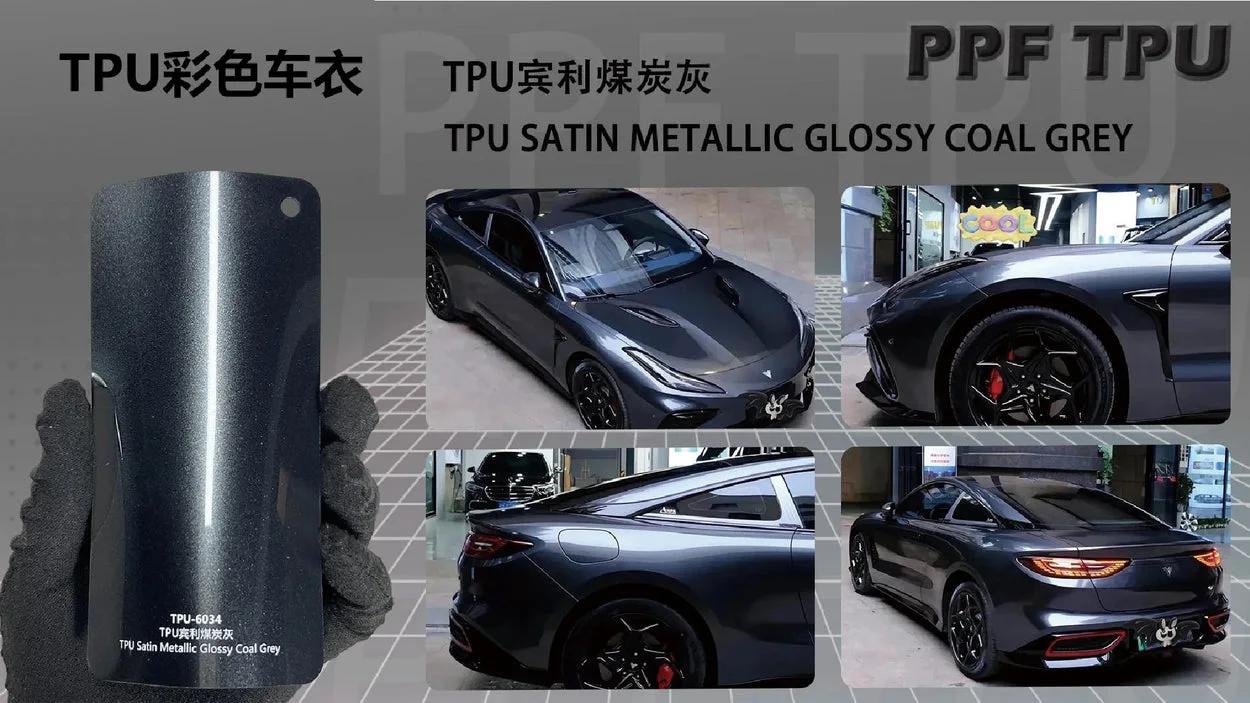 TPU彩色车衣
TPU宾利煤炭灰
TPU SATIN METALLIC GLOSSY COAL GREY
PPF TPU
PPF TPU
COOL
TPU-6034
TPU宾利煤炭灰
TPU Satin Metallic Glossy Coal Grey